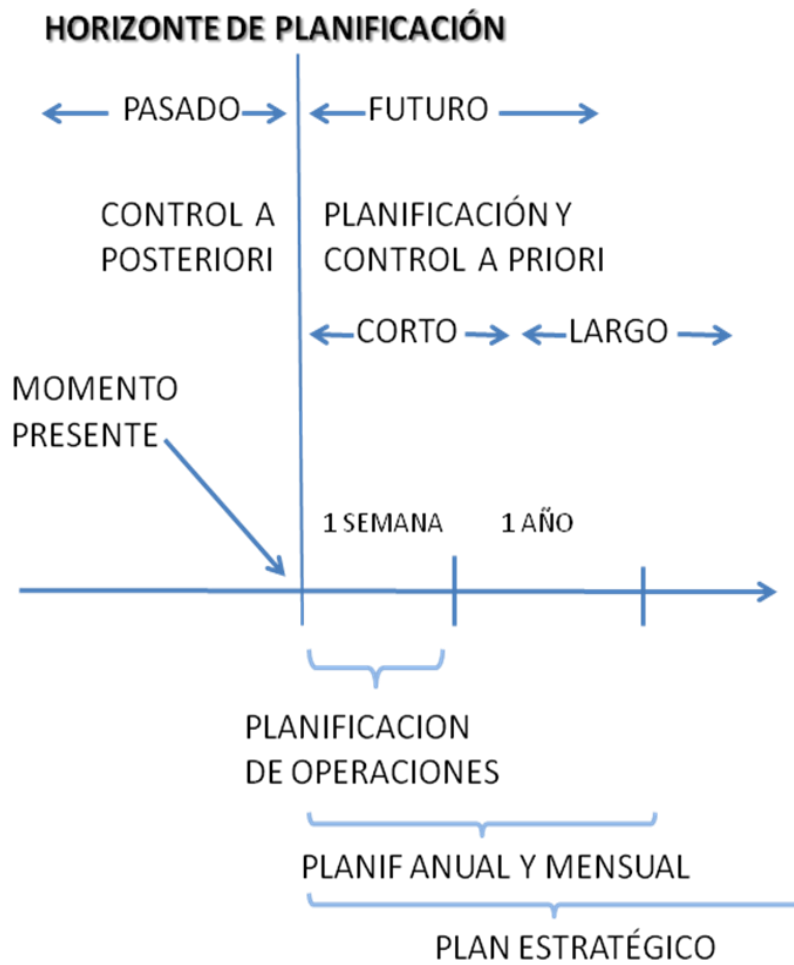 HORIZONTE DE PLANIFICACIÓN
PASADO
FUTURO
CONTROL A
POSTERIORI
PLANIFICACIÓN Y
CONTROL A PRIORI
CORTO
LARGO
MOMENTO
PRESENTE
1 SEMANA
1 AÑO
PLANIFICACION
DE OPERACIONES
PLANIF ANUAL Y MENSUAL
PLAN ESTRATÉGICO